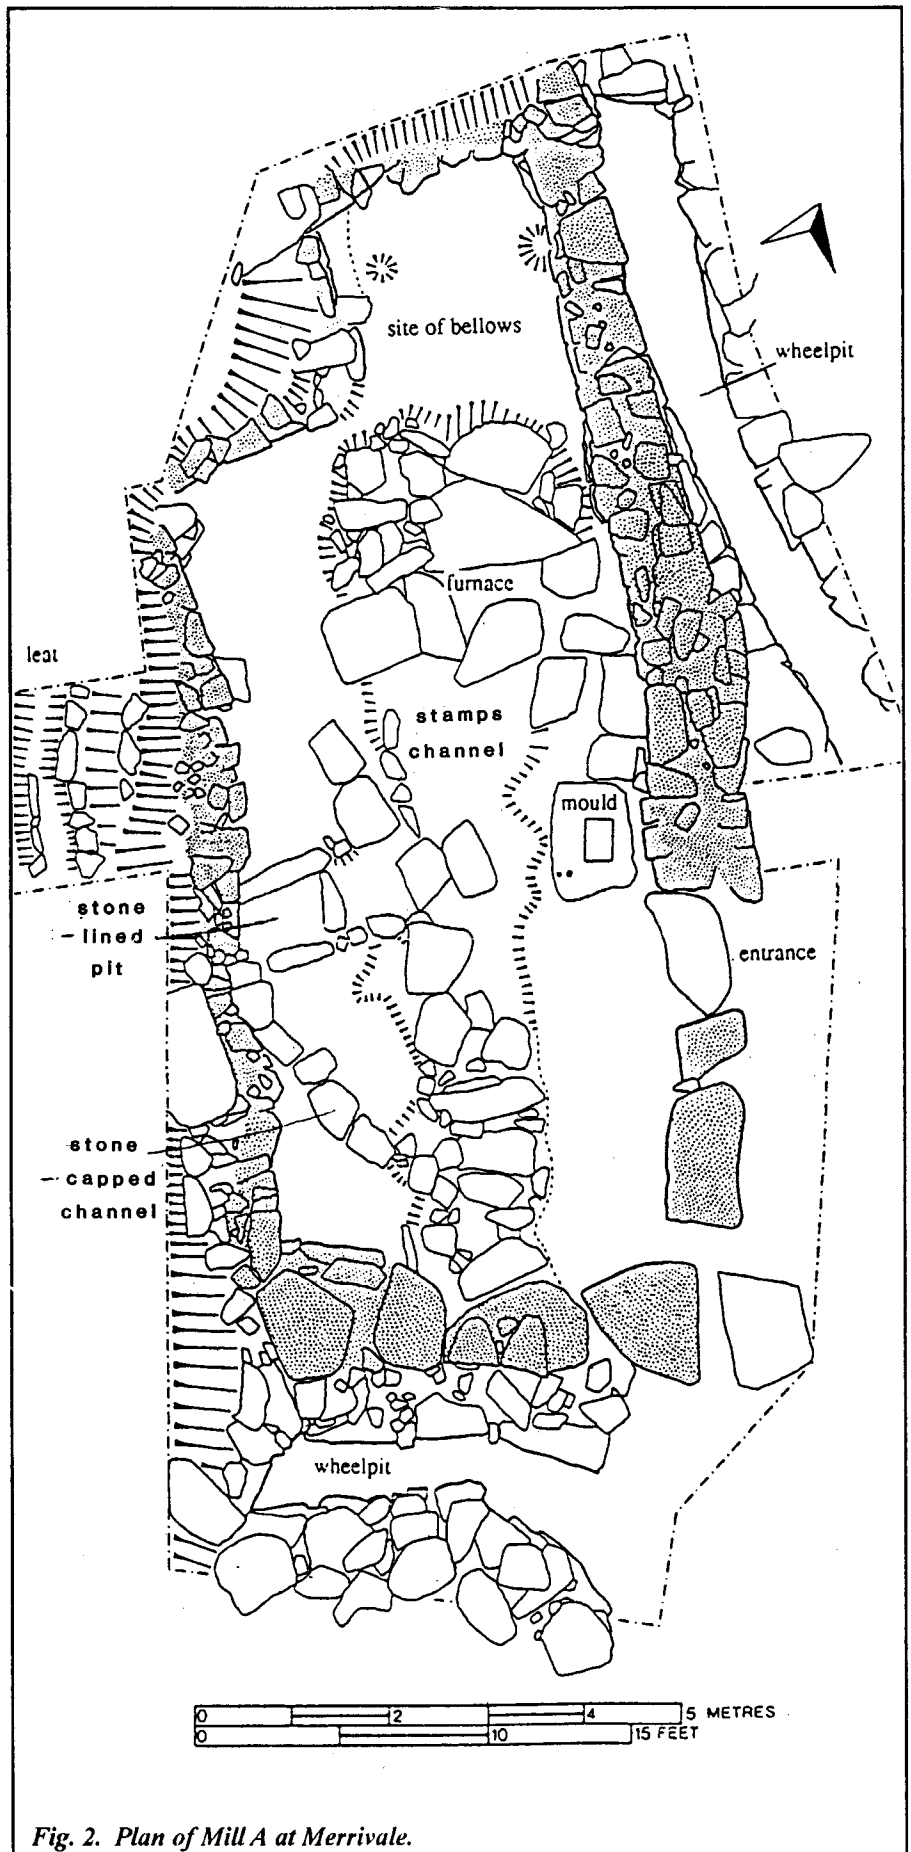 site of bellows
wheelpit
furnace
leat
stamps
channel
mould
stone
lined
pit
entrance
stone
capped
channel
wheelpit
0 2 4 5 METRES
0 10 15 FEET
Fig. 2. Plan of Mill A at Merrivale.